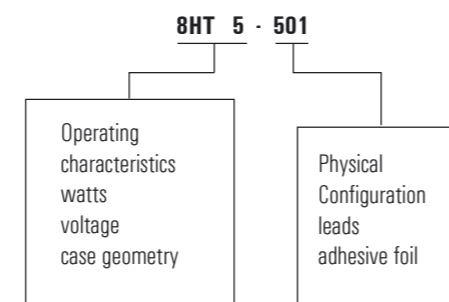 8HT 5 - 501
Operating
characteristics
watts
voltage
case geometry
Physical
Configuration
leads
adhesive foil